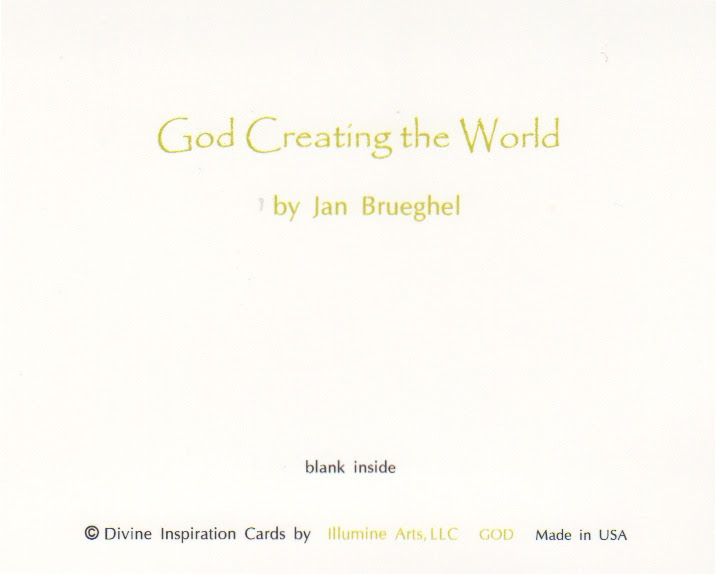 God Creating the World
by Jan Brueghel
blank inside
© Divine Inspiration Cards by Illumine Arts, LLC GOD Made in USA